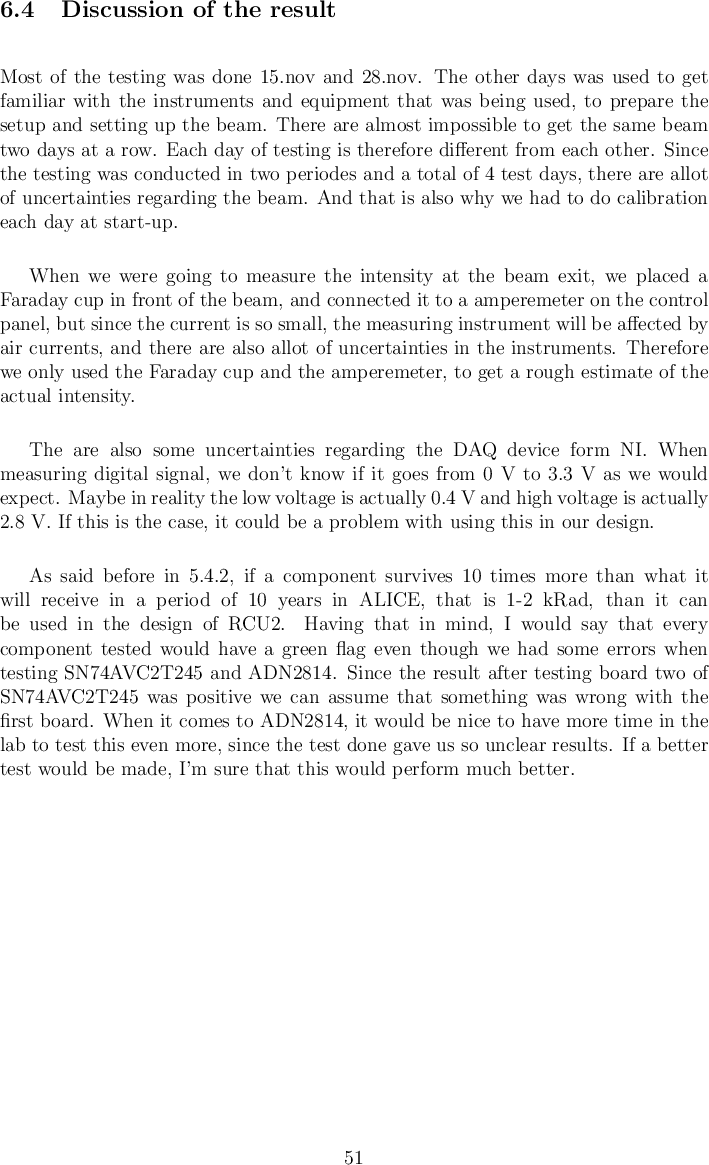 6.4 Discussion of the result
Most of the testing was done 15.nov and 28.nov. The other days was used to get
familiar with the instruments and equipment that was being used, to prepare the
setup and setting up the beam. There are almost impossible to get the same beam
two days at a row. Each day of testing is therefore different from each other. Since
the testing was conducted in two periodes and a total of 4 test days, there are allot
of uncertainties regarding the beam. And that is also why we had to do calibration
each day at start-up.
When we were going to measure the intensity at the beam exit, we placed a
Faraday cup in front of the beam, and connected it to a amperemeter on the control
panel, but since the current is so small, the measuring instrument will be affected by
air currents, and there are also allot of uncertainties in the instruments. Therefore
we only used the Faraday cup and the amperemeter, to get a rough estimate of the
actual intensity.
The are also some uncertainties regarding the DAQ device form NI. When
measuring digital signal, we don't know if it goes from 0 V to 3.3 V as we would
expect. Maybe in reality the low voltage is actually 0.4 V and high voltage is actually
2.8 V. If this is the case, it could be a problem with using this in our design.
As said before in 5.4.2, if a component survives 10 times more than what it
will receive in a period of 10 years in ALICE, that is 1-2 kRad, than it can
be used in the design of RCU2. Having that in mind, I would say that every
component tested would have a green flag even though we had some errors when
testing SN74AVC2T245 and ADN2814. Since the result after testing board two of
SN74AVC2T245 was positive we can assume that something was wrong with the
first board. When it comes to ADN2814, it would be nice to have more time in the
lab to test this even more, since the test done gave us so unclear results. If a better
test would be made, I'm sure that this would perform much better.
51